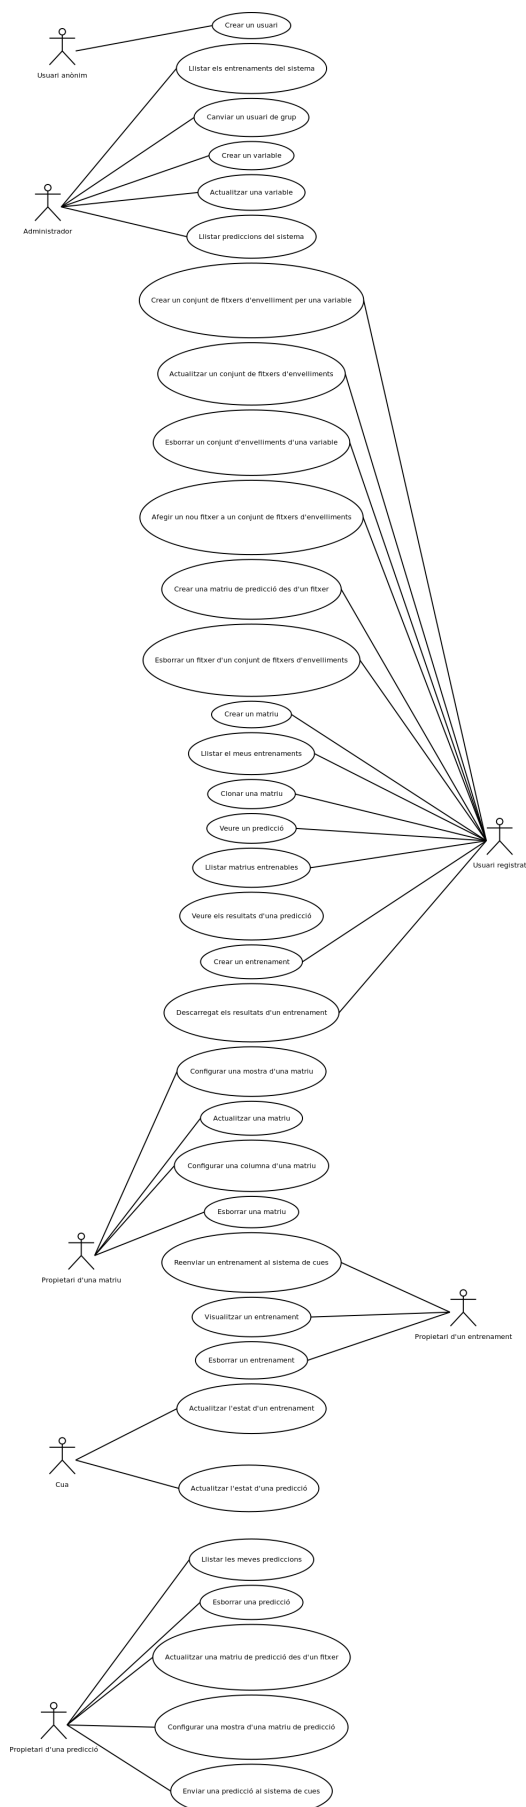 Crear un usuari
Usuari anònim
Llistar els entrenaments del sistema
Canviar un usuari de grup
Crear un variable
Actualitzar una variable
Administrador
Llistar prediccions del sistema
Crear un conjunt de fitxers d'envelliment per una variable
Actualitzar un conjunt de fitxers d'envelliments
Esborrar un conjunt d'envelliments d'una variable
Afegir un nou fitxer a un conjunt de fitxers d'envelliments
Crear una matriu de predicció des d'un fitxer
Esborrar un fitxer d'un conjunt de fitxers d'envelliments
Crear un matriu
Llistar el meus entrenaments
Clonar una matriu
Veure un predicció
Usuari registrat
Llistar matrius entrenables
Veure els resultats d'una predicció
Crear un entrenament
Descarregat els resultats d'un entrenament
Configurar una mostra d'una matriu
Actualitzar una matriu
Configurar una columna d'una matriu
Esborrar una matriu
Reenviar un entrenament al sistema de cues
Propietari d'una matriu
Visualitzar un entrenament
Propietari d'un entrenament
Esborrar un entrenament
Actualitzar l'estat d'un entrenament
Cua
Actualitzar l'estat d'una predicció
Llistar les meves prediccions
Esborrar una predicció
Actualitzar una matriu de predicció des d'un fitxer
Configurar una mostra d'una matriu de predicció
Propietari d'una predicció
Enviar una predicció al sistema de cues